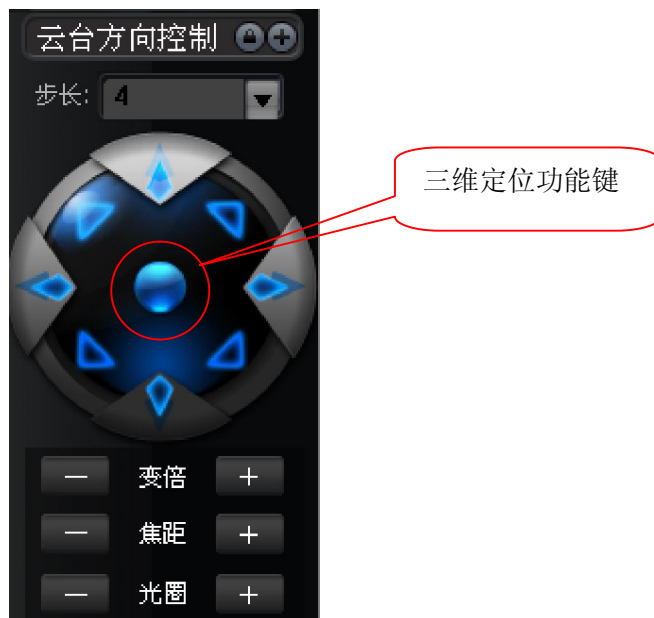 云台方向控制
步长: 4
三维定位功能键
— 变倍 +
— 焦距 +
— 光圈 +